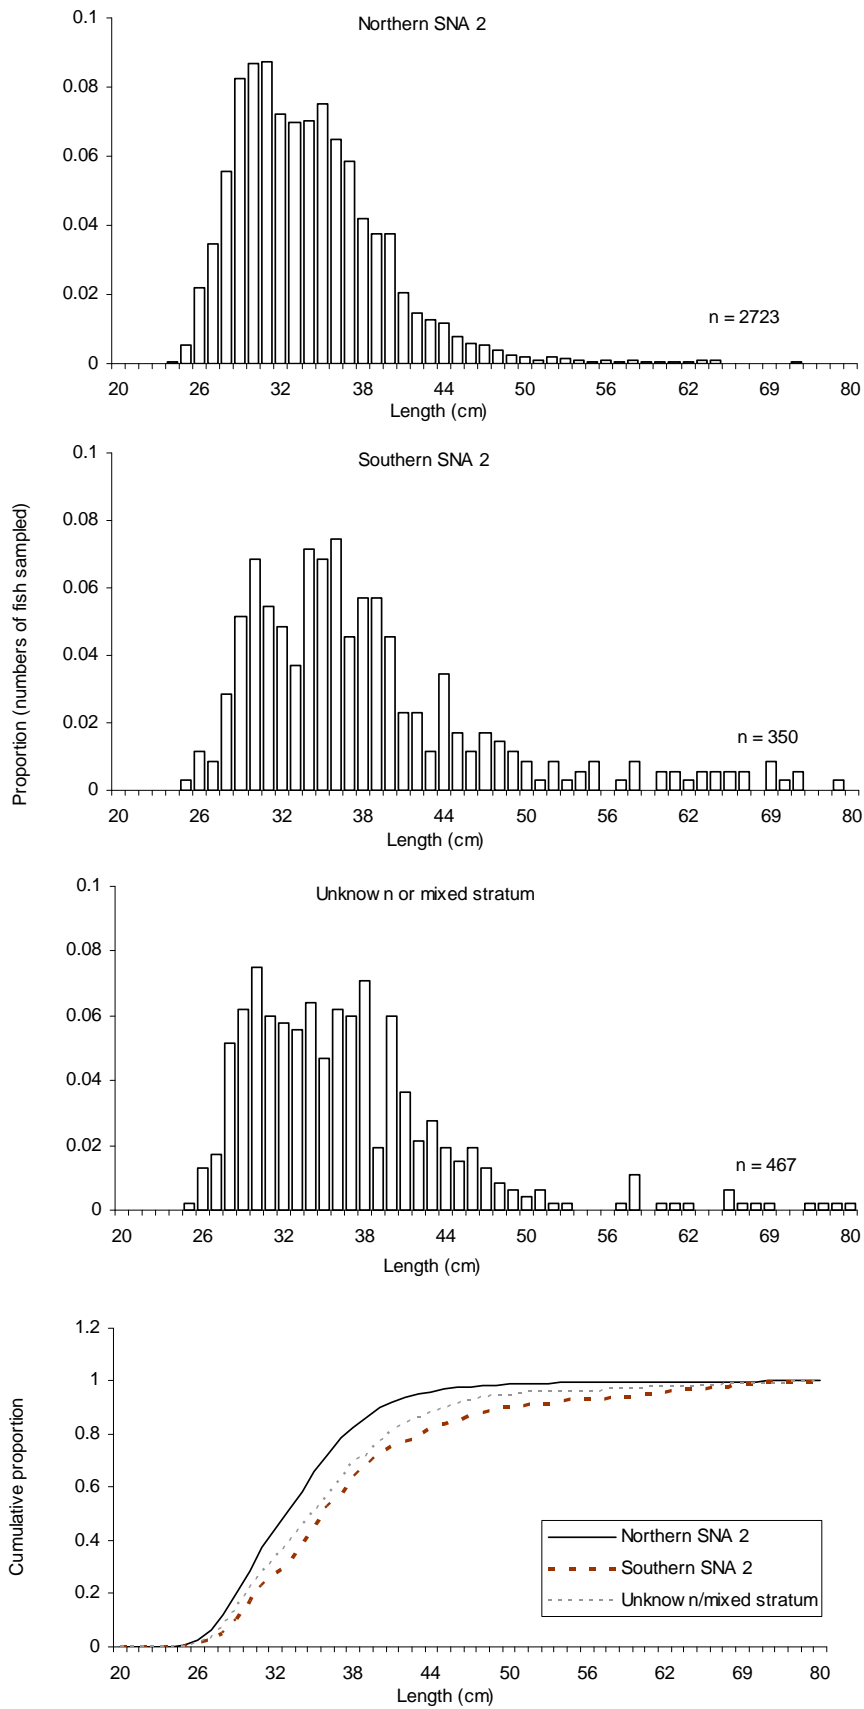 Northern SNA 2
0.1
0.08
0.06
0.04
0.02
0
n = 2723
20 26 32 38 44 50 56 62 69 80
Length (cm)
Proportion (numbers of fish sampled)
Southern SNA 2
0.1
0.08
0.06
0.04
0.02
0
n = 350
20 26 32 38 44 50 56 62 69 80
Length (cm)
Unknown or mixed stratum
0.1
0.08
0.06
0.04
0.02
0
n = 467
20 26 32 38 44 50 56 62 69 80
Length (cm)
Cumulative proportion
1.2
1
0.8
0.6
0.4
0.2
0
Northern SNA 2
Southern SNA 2
Unknown/mixed stratum
20 26 32 38 44 50 56 62 69 80
Length (cm)